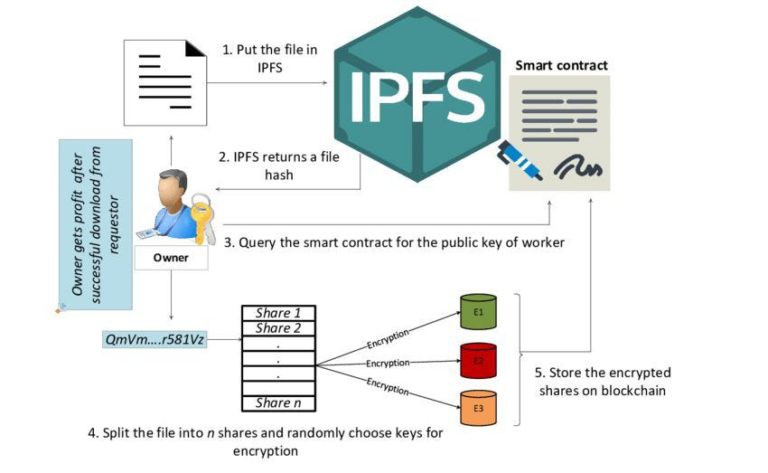 1. Put the file in
IPFS
IPFS
Smart contract
2. IPFS returns a file
hash
Owner gets profit after
successful download from
requestor
Owner
3. Query the smart contract for the public key of worker
QmVm....r581Vz
Share 1
Share 2
.
.
.
Share n
Encryption
Encryption
Encryption
E1
E2
E3
5. Store the encrypted
shares on blockchain
4. Split the file into n shares and randomly choose keys for
encryption